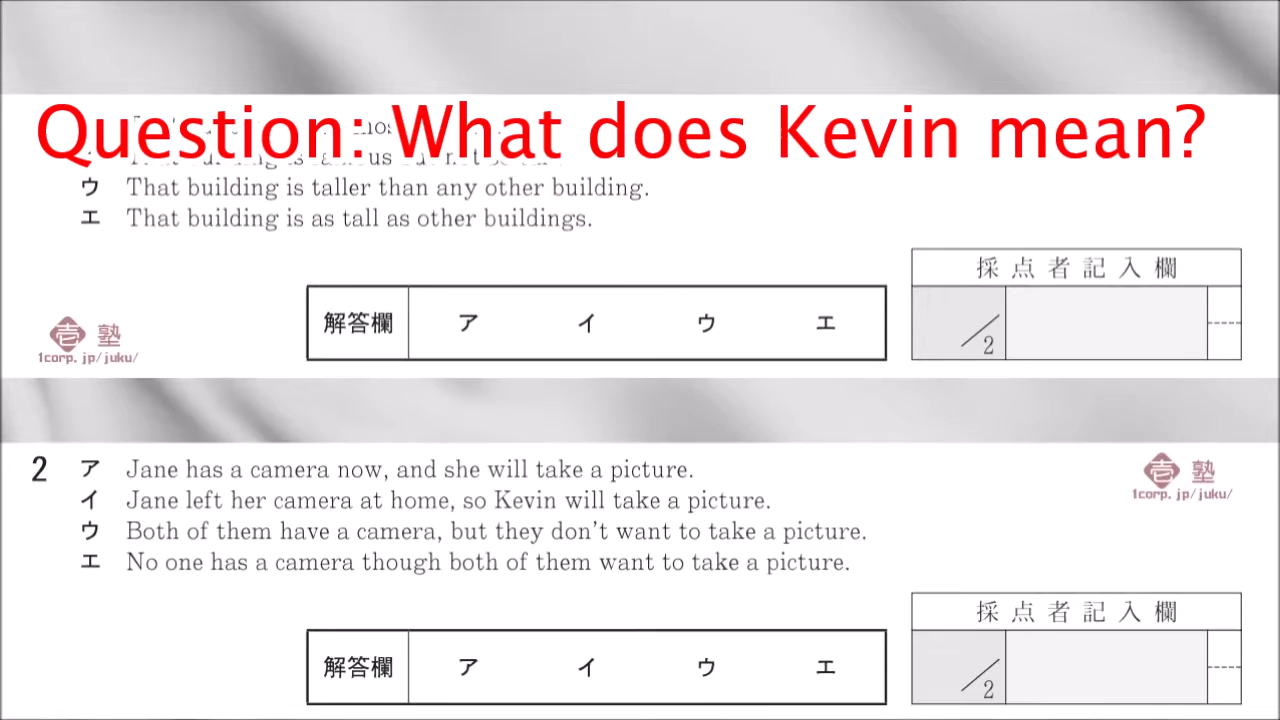 Question: What does Kevin mean?
ウ That building is taller than any other building.
エ That building is as tall as other buildings.
採点者記入欄
解答欄 ア イ ウ エ
/2
壱塾
1corp. jp/juku/
2 ア Jane has a camera now, and she will take a picture.
イ Jane left her camera at home, so Kevin will take a picture.
ウ Both of them have a camera, but they don't want to take a picture.
エ No one has a camera though both of them want to take a picture.
壱塾
1corp. jp/juku/
採点者記入欄
解答欄 ア イ ウ エ
/2